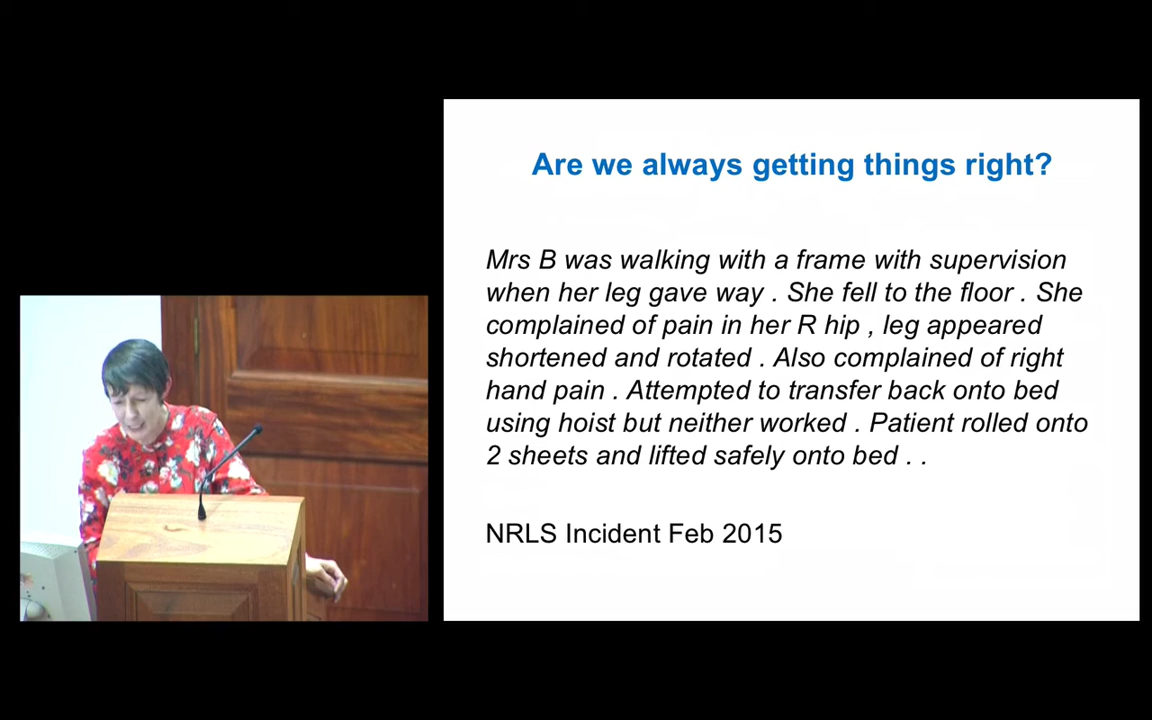 Are we always getting things right?
Mrs B was walking with a frame with supervision
when her leg gave way . She fell to the floor . She
complained of pain in her R hip , leg appeared
shortened and rotated . Also complained of right
hand pain . Attempted to transfer back onto bed
using hoist but neither worked . Patient rolled onto
2 sheets and lifted safely onto bed . .
NRLS Incident Feb 2015